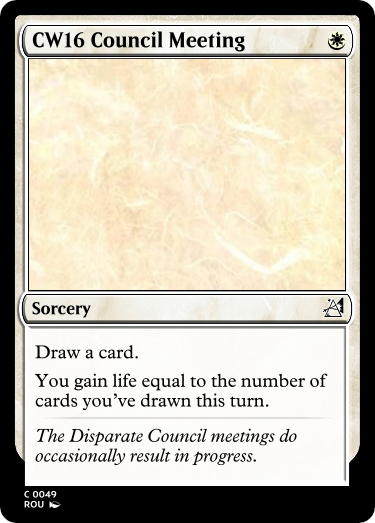 CW16 Council Meeting
Sorcery
Draw a card.
You gain life equal to the number of
cards you've drawn this turn.
The Disparate Council meetings do
occasionally result in progress.
C 0049
ROU